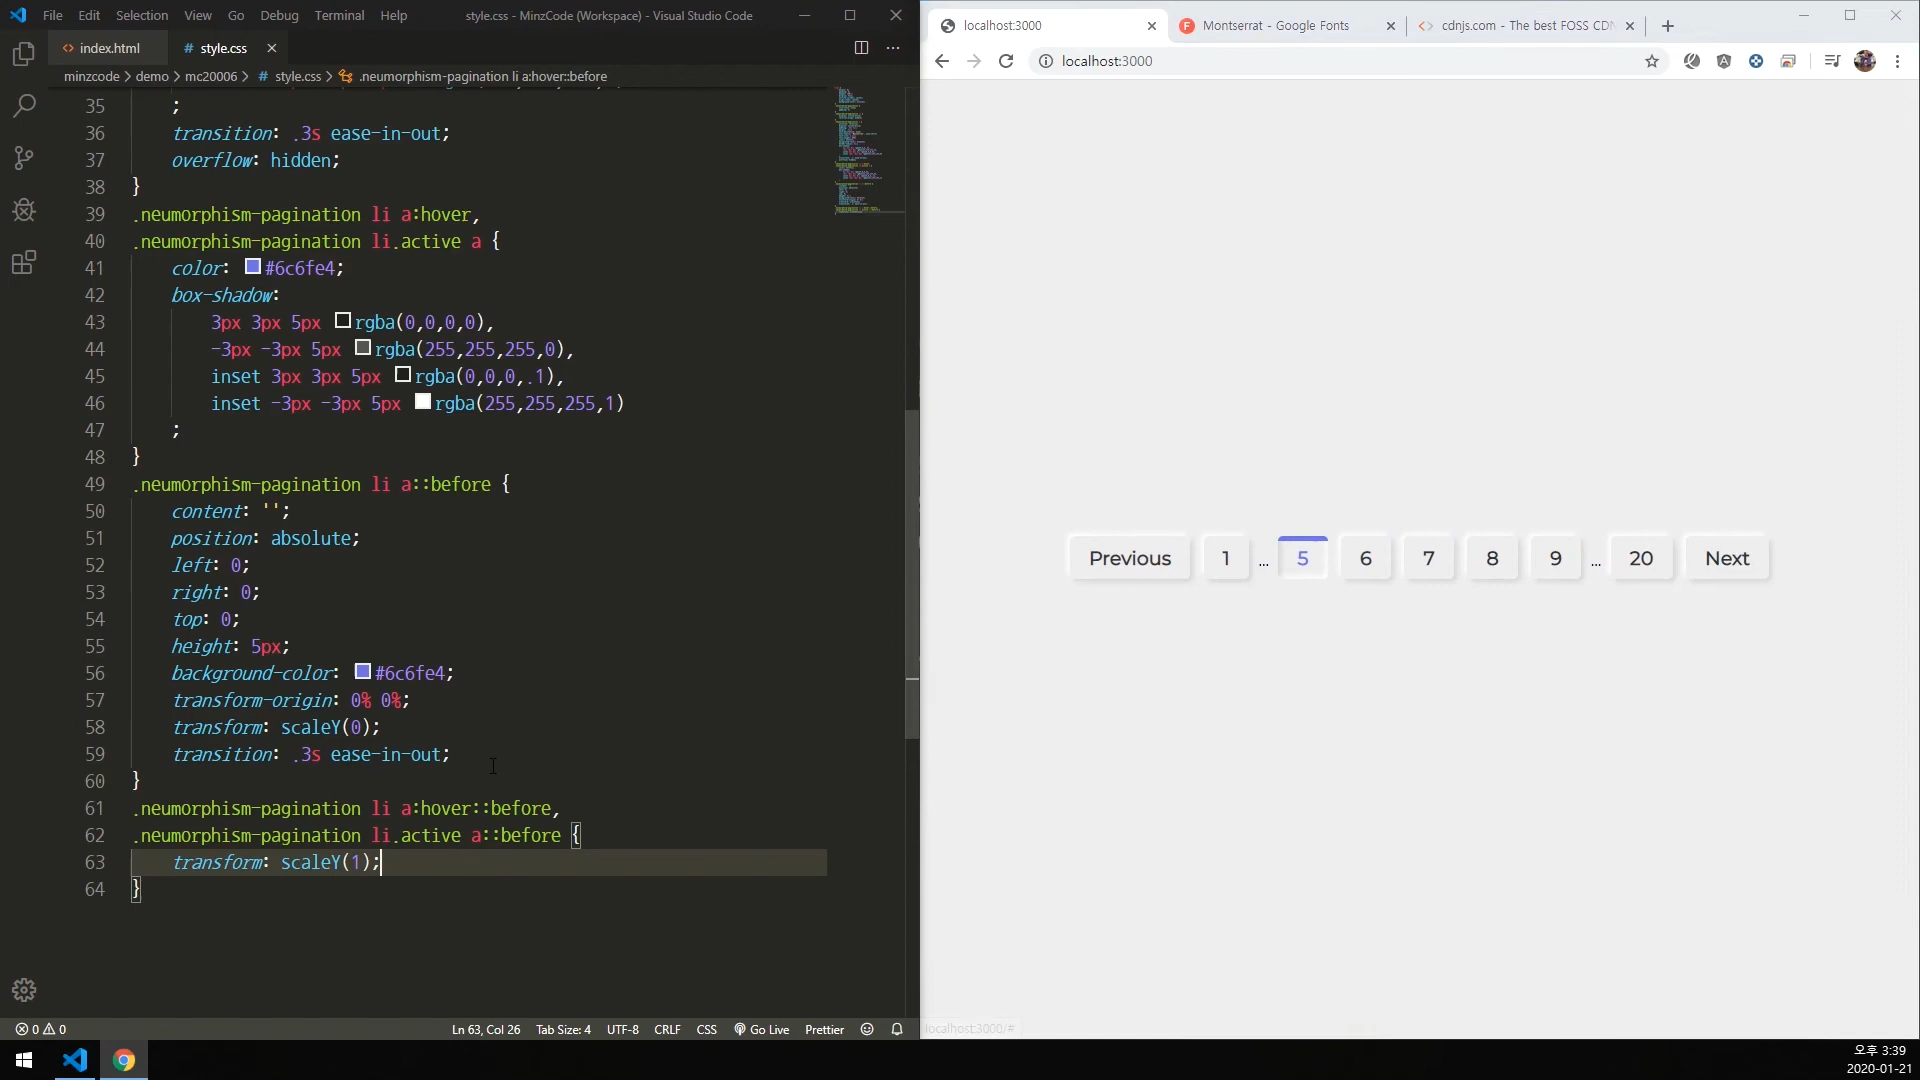 File Edit Selection View Go Debug Terminal Help style.css - MinzCode (Workspace) - Visual Studio Code
index.html # style.css
minzcode > demo > mc20006 > # style.css > .neumorphism-pagination li a:hover::before
35 ;
36 transition: .3s ease-in-out;
37 overflow: hidden;
38 }
39 .neumorphism-pagination li a:hover,
40 .neumorphism-pagination li.active a {
41 color: #6c6fe4;
42 box-shadow:
43 3px 3px 5px rgba(0,0,0,0),
44 -3px -3px 5px rgba(255,255,255,0),
45 inset 3px 3px 5px rgba(0,0,0,.1),
46 inset -3px -3px 5px rgba(255,255,255,1)
47 ;
48 }
49 .neumorphism-pagination li a::before {
50 content: '';
51 position: absolute;
52 left: 0;
53 right: 0;
54 top: 0;
55 height: 5px;
56 background-color: #6c6fe4;
57 transform-origin: 0% 0%;
58 transform: scaleY(0);
59 transition: .3s ease-in-out;
60 }
61 .neumorphism-pagination li a:hover::before,
62 .neumorphism-pagination li.active a::before {
63 transform: scaleY(1);
64 }
0 0 Ln 63, Col 26 Tab Size: 4 UTF-8 CRLF CSS Go Live Prettier
localhost:3000 Montserrat - Google Fonts cdnjs.com - The best FOSS CDN
localhost:3000
Previous 1 ... 5 6 7 8 9 ... 20 Next
localhost:3000/#
오후 3:39
2020-01-21